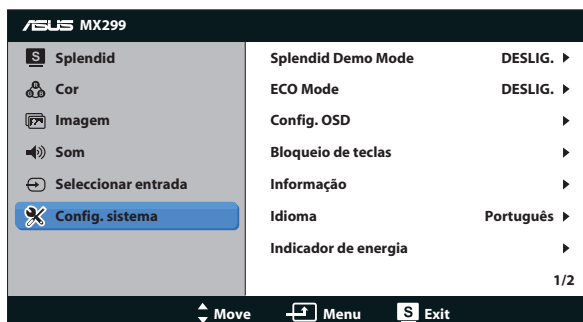 ASUS MX299
S Splendid
Cor
Imagem
Som
Seleccionar entrada
Config. sistema
Splendid Demo Mode DESLIG.
ECO Mode DESLIG.
Config. OSD
Bloqueio de teclas
Informação
Idioma Português
Indicador de energia
1/2
Move Menu S Exit